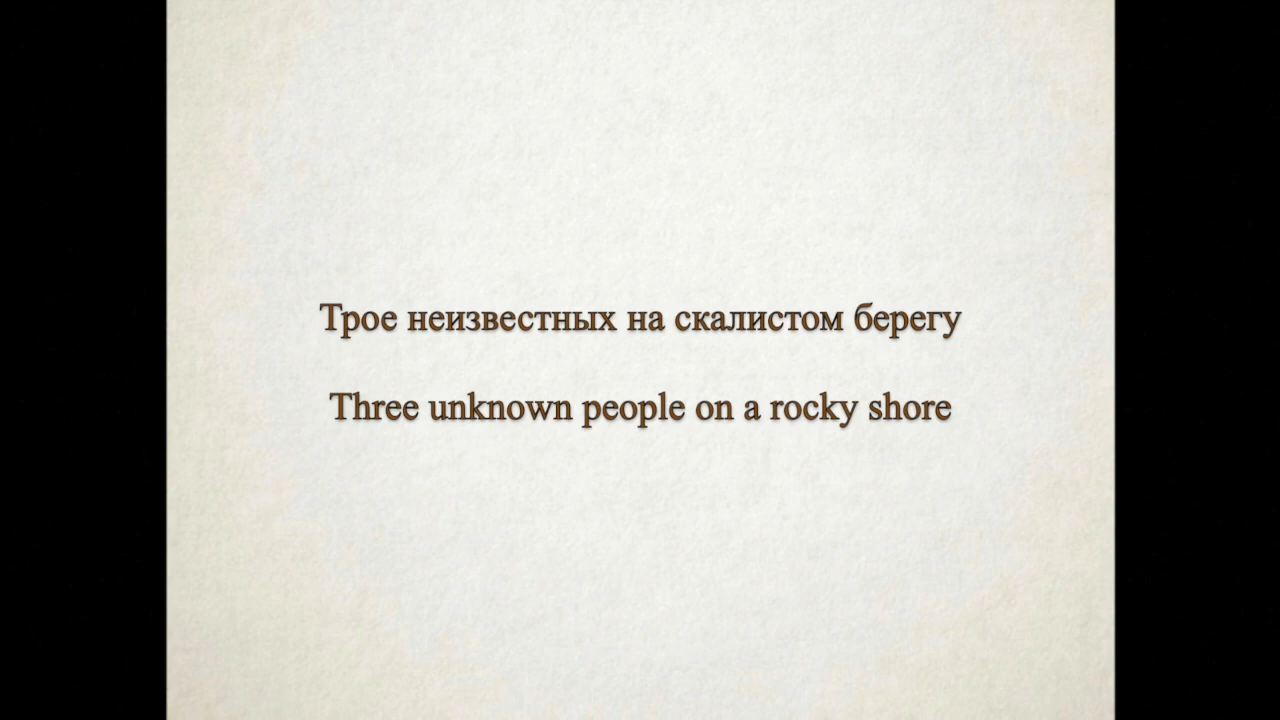 Трое неизвестных на скалистом берегу
Three unknown people on a rocky shore